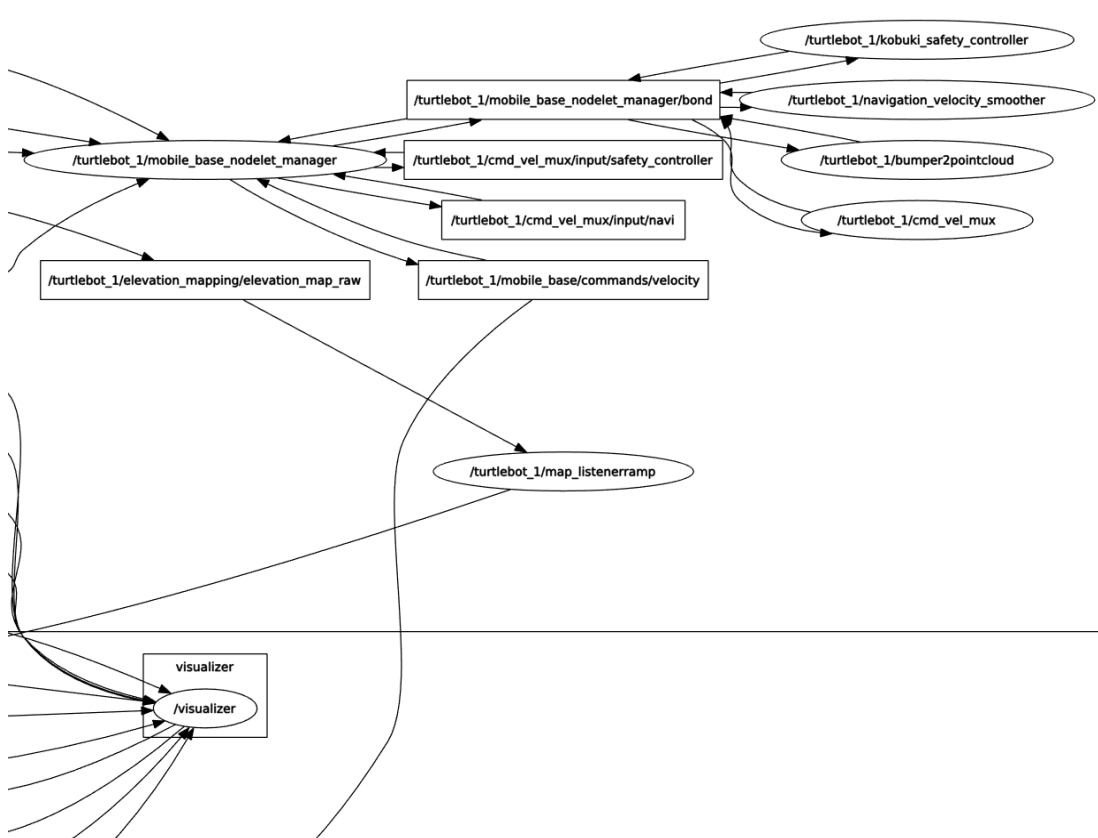 /turtlebot_1/kobuki_safety_controller
/turtlebot_1/mobile_base_nodelet_manager/bond
/turtlebot_1/navigation_velocity_smoother
/turtlebot_1/mobile_base_nodelet_manager
/turtlebot_1/cmd_vel_mux/input/safety_controller
/turtlebot_1/bumper2pointcloud
/turtlebot_1/cmd_vel_mux/input/navi
/turtlebot_1/cmd_vel_mux
/turtlebot_1/elevation_mapping/elevation_map_raw
/turtlebot_1/mobile_base/commands/velocity
/turtlebot_1/map_listenerramp
visualizer
/visualizer